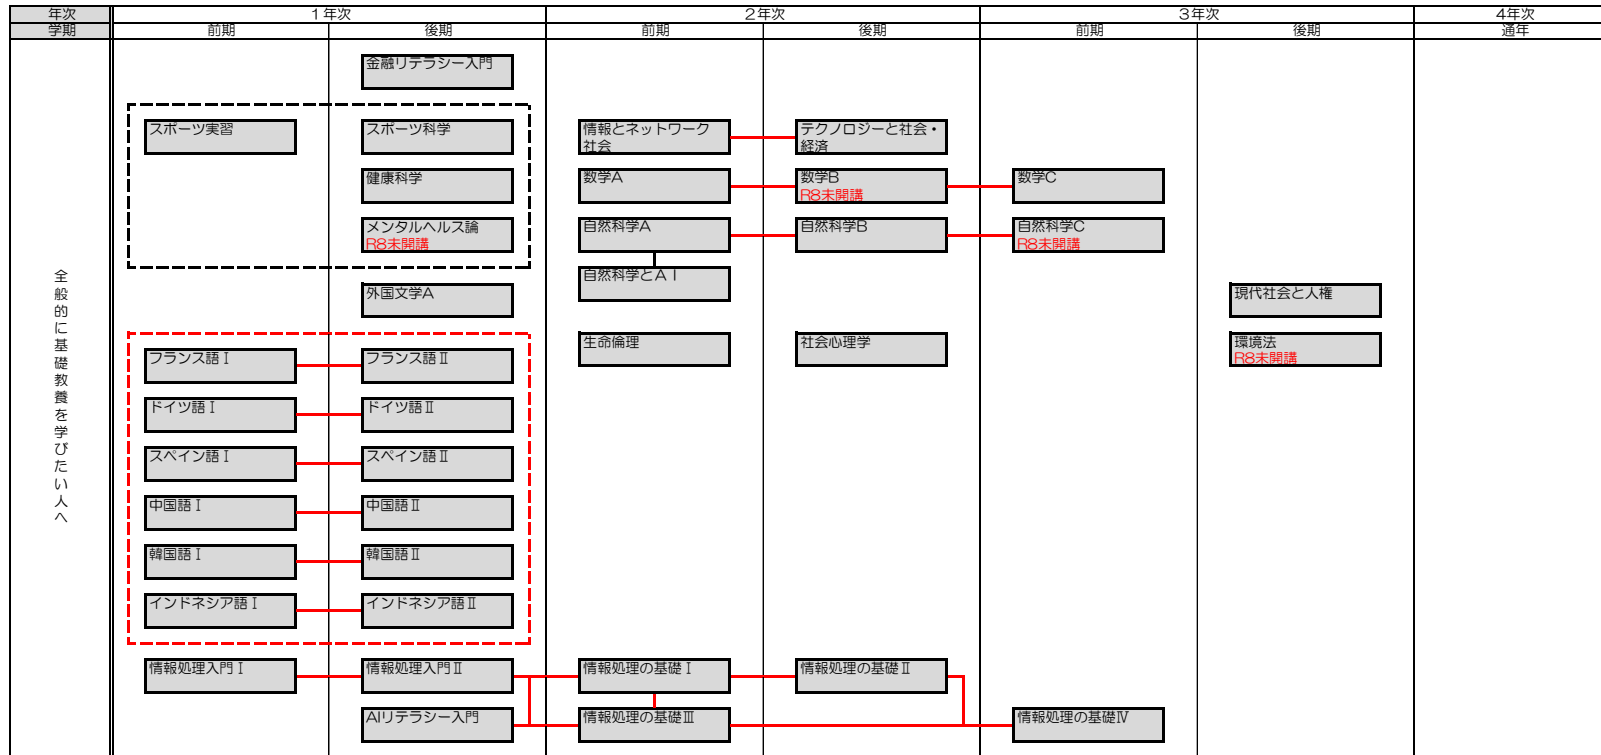 年次
1年次
2年次
3年次
4年次
学期
前期
後期
前期
後期
前期
後期
通年
全般的に基礎教養を学びたい人へ
金融リテラシー入門
スポーツ実習
スポーツ科学
情報とネットワーク
社会
テクノロジーと社会・
経済
健康科学
数学A
数学B
R8未開講
数学C
メンタルヘルス論
R8未開講
自然科学A
自然科学B
自然科学C
R8未開講
自然科学とAI
外国文学A
現代社会と人権
生命倫理
社会心理学
環境法
R8未開講
フランス語Ⅰ
フランス語Ⅱ
ドイツ語Ⅰ
ドイツ語Ⅱ
スペイン語Ⅰ
スペイン語Ⅱ
中国語Ⅰ
中国語Ⅱ
韓国語Ⅰ
韓国語Ⅱ
インドネシア語Ⅰ
インドネシア語Ⅱ
情報処理入門Ⅰ
情報処理入門Ⅱ
情報処理の基礎Ⅰ
情報処理の基礎Ⅱ
AIリテラシー入門
情報処理の基礎Ⅲ
情報処理の基礎Ⅳ